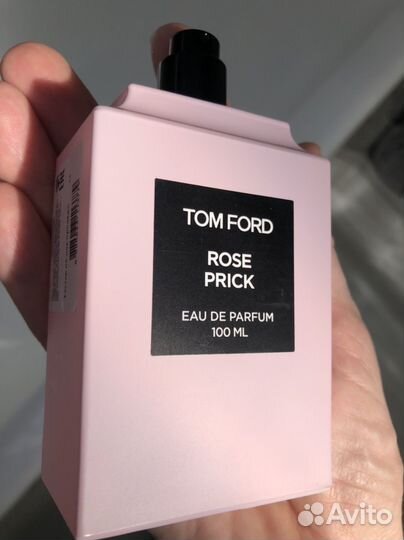 TOM FORD
ROSE
PRICK
EAU DE PARFUM
100 ML
Avito